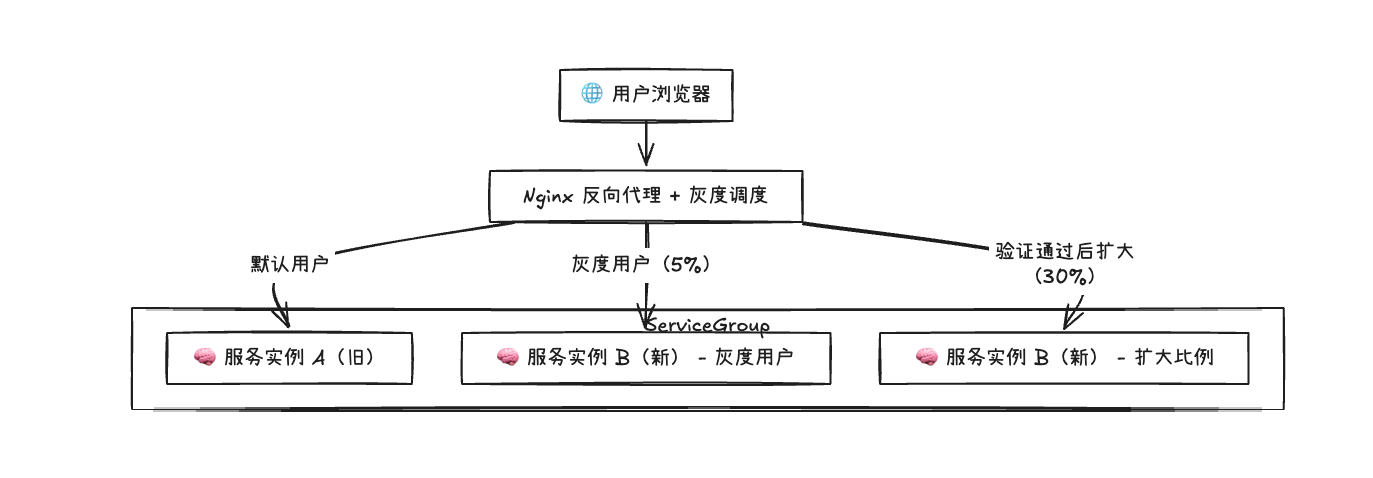 🌐 用户浏览器
Nginx 反向代理 + 灰度调度
默认用户
灰度用户（5%）
验证通过后扩大
（30%）
ServiceGroup
🧠 服务实例 A（旧）
🧠 服务实例 B（新） - 灰度用户
🧠 服务实例 B（新） - 扩大比例